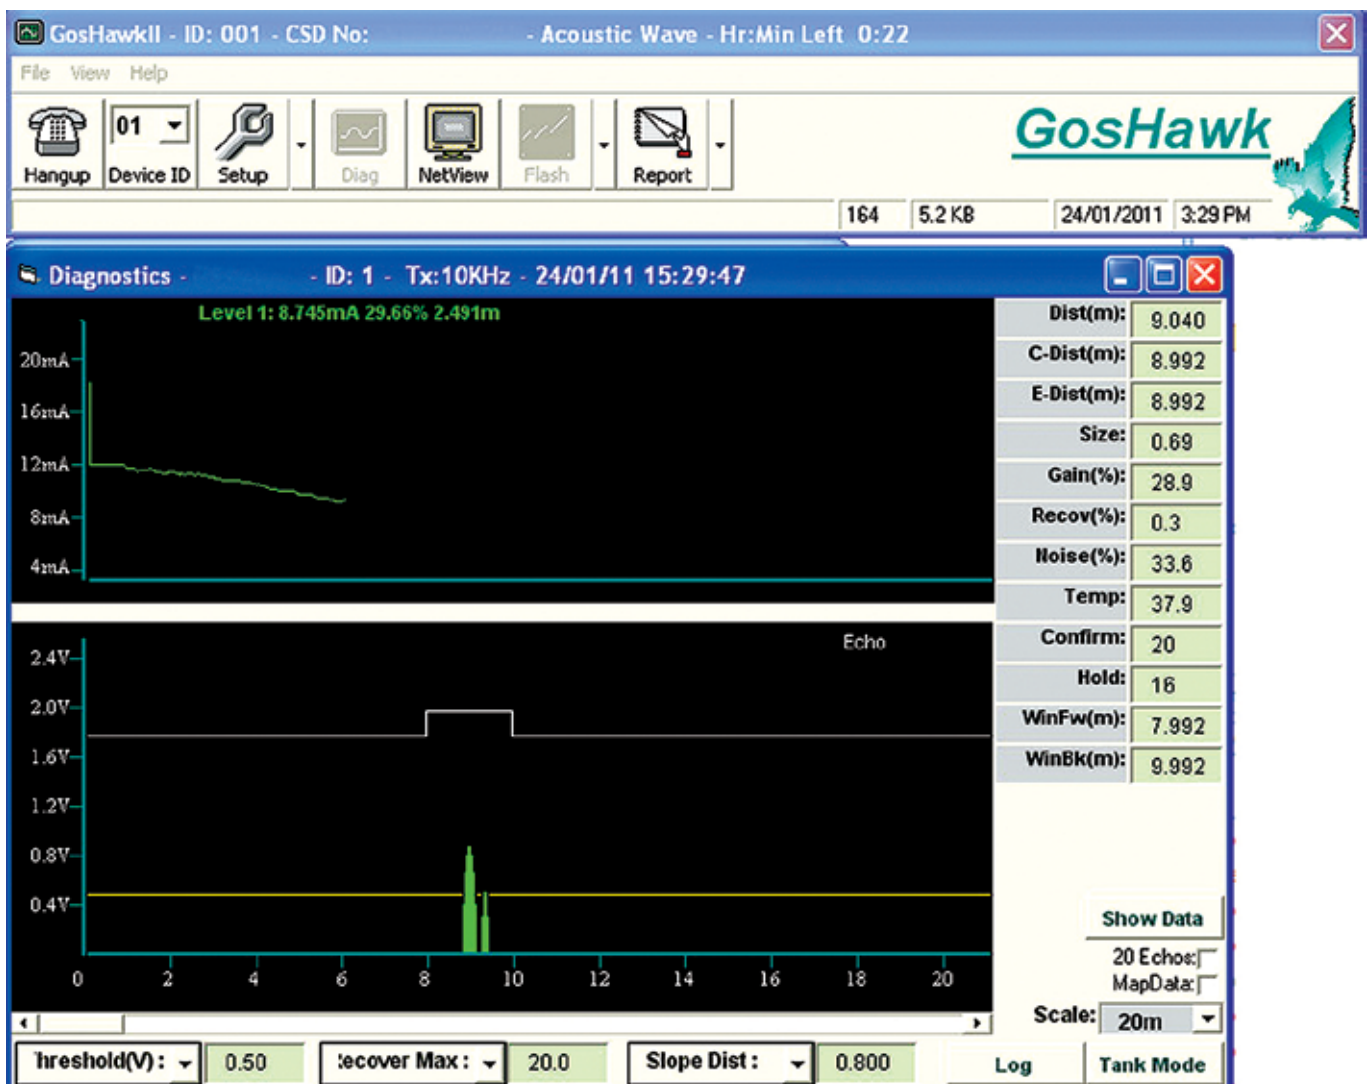 GosHawkII - ID: 001 - CSD No: - Acoustic Wave - Hr:Min Left 0:22
File View Help
01
Hangup Device ID Setup Diag NetView Flash Report
GosHawk
164 5.2 KB 24/01/2011 3:29 PM
Diagnostics - - ID: 1 - Tx:10KHz - 24/01/11 15:29:47
Level 1: 8.745mA 29.66% 2.491m
20mA
16mA
12mA
8mA
4mA
Dist(m): 9.040
C-Dist(m): 8.992
E-Dist(m): 8.992
Size: 0.69
Gain(%): 28.9
Recov(%): 0.3
Noise(%): 33.6
Temp: 37.9
Confirm: 20
Hold: 16
WinFw(m): 7.992
WinBk(m): 9.992
Echo
2.4V
2.0V
1.6V
1.2V
0.8V
0.4V
0 2 4 6 8 10 12 14 16 18 20
Show Data
20 Echos:
MapData:
Scale: 20m
hreshold(V): 0.50 ecover Max: 20.0 Slope Dist: 0.800 Log Tank Mode